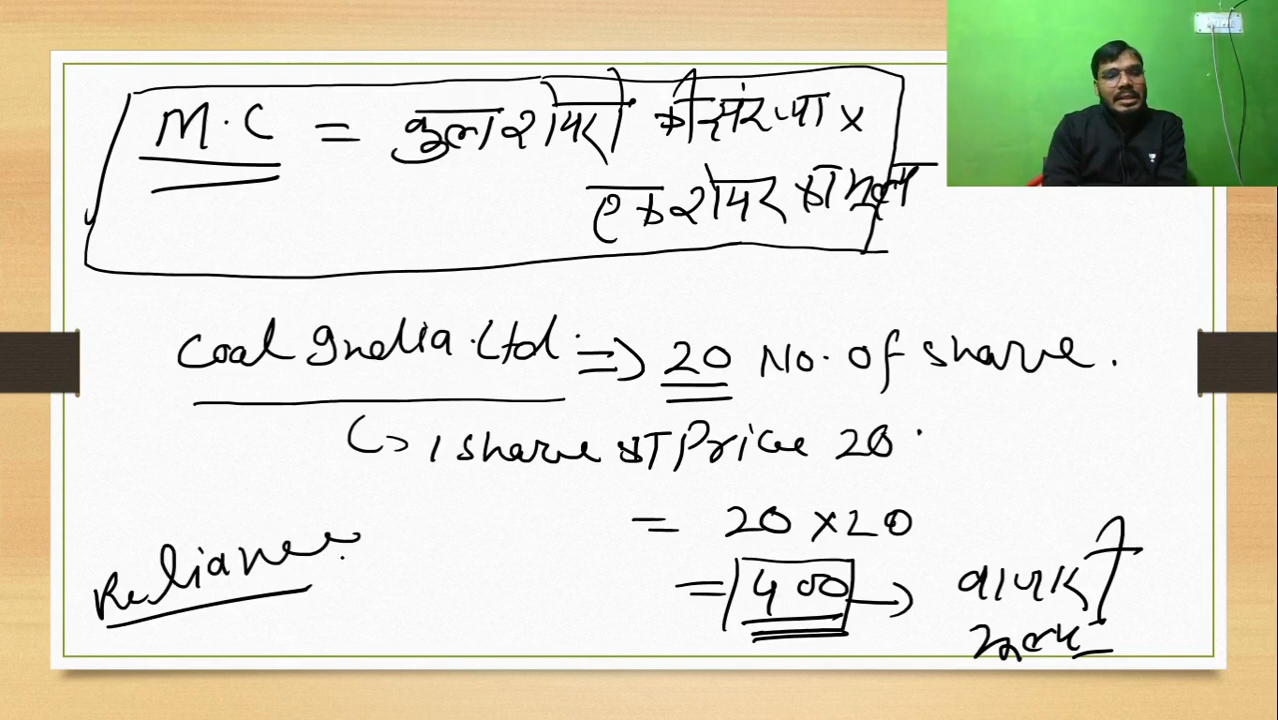 M.C = कुल शेयरों की संख्या ×
एक शेयर का मूल्य
Coal India Ltd. => 20 No. of share.
↳ 1 share का Price 20.
= 20 × 20
= 400 →
Reliance.